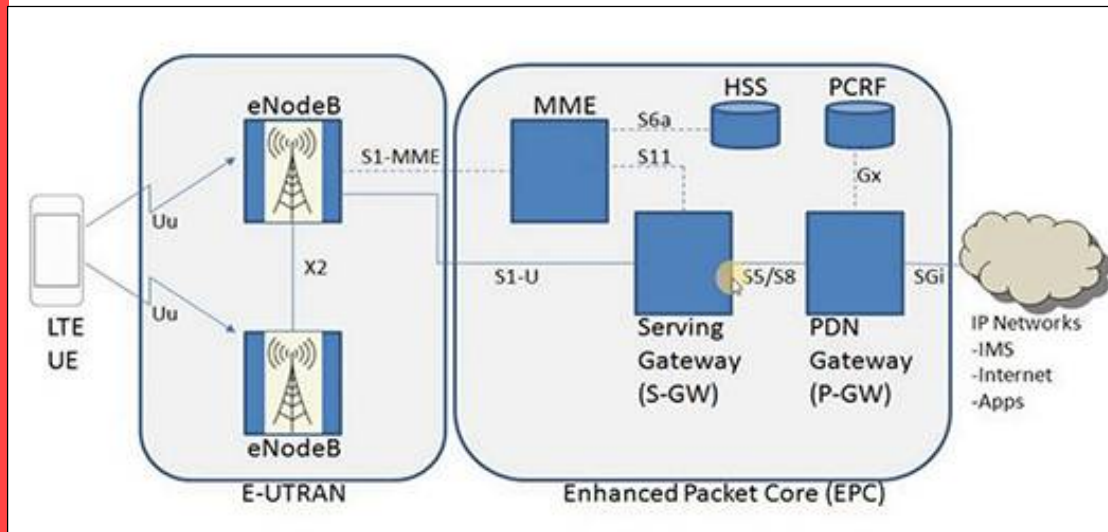 eNodeB
HSS
PCRF
MME
S6a
S1-MME
S11
Gx
Uu
X2
S1-U
S5/S8
SGi
Uu
LTE
UE
Serving
Gateway
(S-GW)
PDN
Gateway
(P-GW)
IP Networks
-IMS
-Internet
-Apps
eNodeB
E-UTRAN
Enhanced Packet Core (EPC)